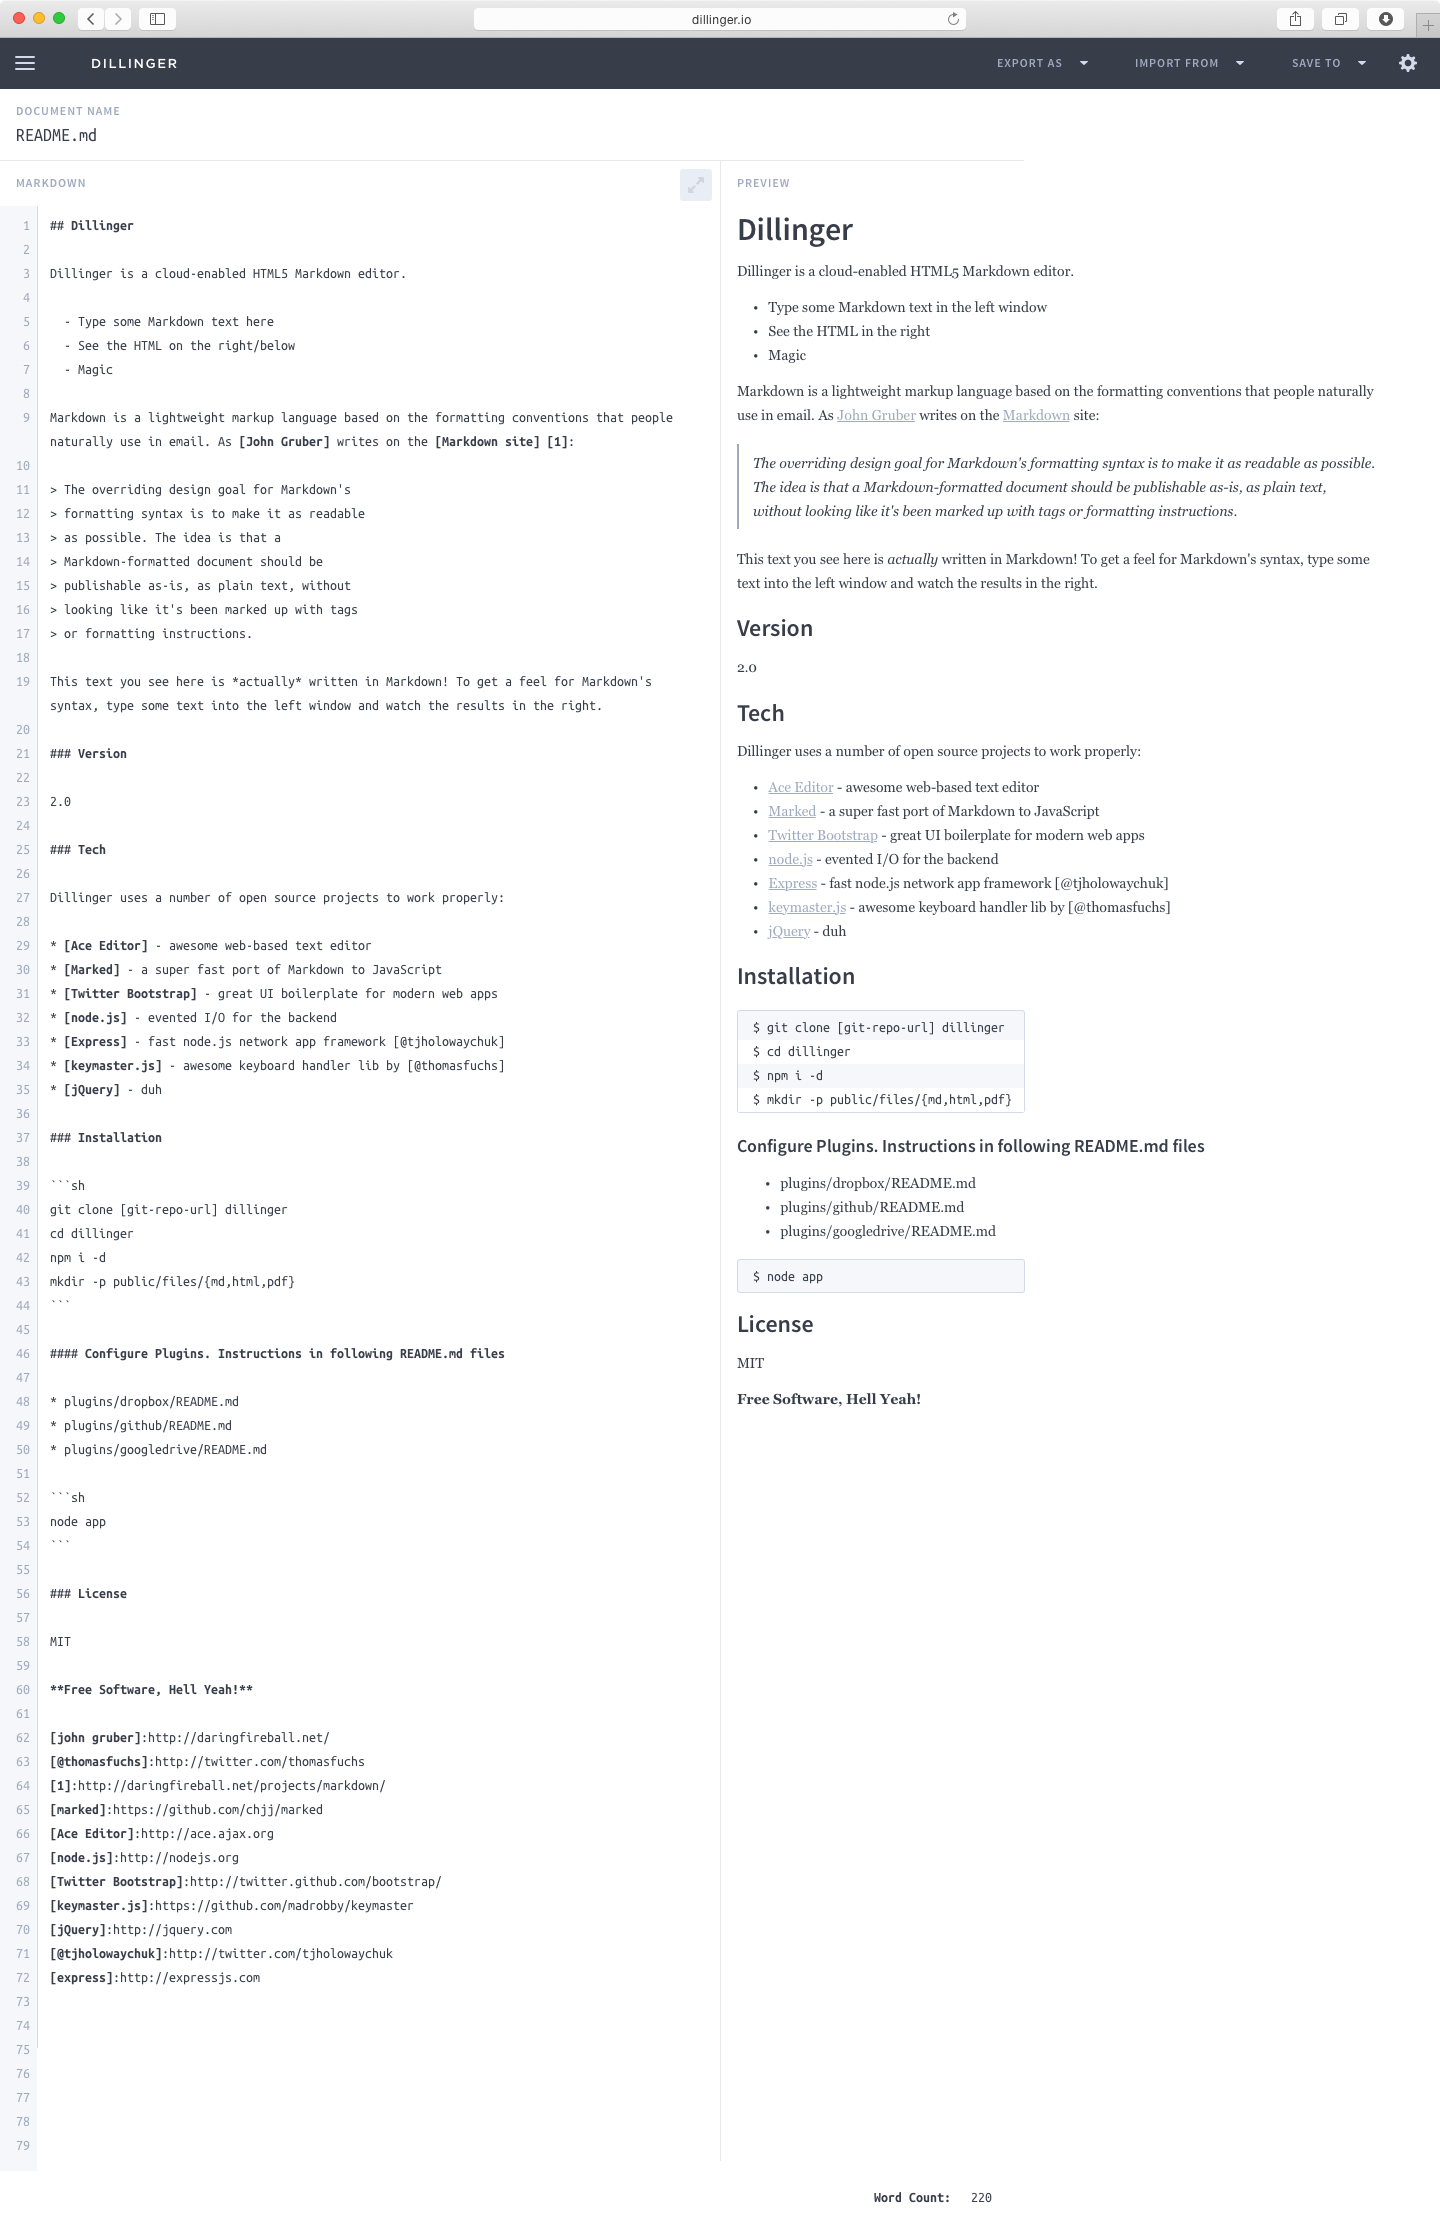 dillinger.io
DILLINGER
EXPORT AS
IMPORT FROM
SAVE TO
DOCUMENT NAME
README.md
MARKDOWN
1 ## Dillinger
2
3 Dillinger is a cloud-enabled HTML5 Markdown editor.
4
5 - Type some Markdown text here
6 - See the HTML on the right/below
7 - Magic
8
9 Markdown is a lightweight markup language based on the formatting conventions that people
naturally use in email. As [John Gruber] writes on the [Markdown site] [1]:
10
11 > The overriding design goal for Markdown's
12 > formatting syntax is to make it as readable
13 > as possible. The idea is that a
14 > Markdown-formatted document should be
15 > publishable as-is, as plain text, without
16 > looking like it's been marked up with tags
17 > or formatting instructions.
18
19 This text you see here is *actually* written in Markdown! To get a feel for Markdown's
syntax, type some text into the left window and watch the results in the right.
20
21 ### Version
22
23 2.0
24
25 ### Tech
26
27 Dillinger uses a number of open source projects to work properly:
28
29 * [Ace Editor] - awesome web-based text editor
30 * [Marked] - a super fast port of Markdown to JavaScript
31 * [Twitter Bootstrap] - great UI boilerplate for modern web apps
32 * [node.js] - evented I/O for the backend
33 * [Express] - fast node.js network app framework [@tjholowaychuk]
34 * [keymaster.js] - awesome keyboard handler lib by [@thomasfuchs]
35 * [jQuery] - duh
36
37 ### Installation
38
39 ```sh
40 git clone [git-repo-url] dillinger
41 cd dillinger
42 npm i -d
43 mkdir -p public/files/{md,html,pdf}
44 ```
45
46 #### Configure Plugins. Instructions in following README.md files
47
48 * plugins/dropbox/README.md
49 * plugins/github/README.md
50 * plugins/googledrive/README.md
51
52 ```sh
53 node app
54 ```
55
56 ### License
57
58 MIT
59
60 **Free Software, Hell Yeah!**
61
62 [john gruber]:http://daringfireball.net/
63 [@thomasfuchs]:http://twitter.com/thomasfuchs
64 [1]:http://daringfireball.net/projects/markdown/
65 [marked]:https://github.com/chjj/marked
66 [Ace Editor]:http://ace.ajax.org
67 [node.js]:http://nodejs.org
68 [Twitter Bootstrap]:http://twitter.github.com/bootstrap/
69 [keymaster.js]:https://github.com/madrobby/keymaster
70 [jQuery]:http://jquery.com
71 [@tjholowaychuk]:http://twitter.com/tjholowaychuk
72 [express]:http://expressjs.com
73
74
75
76
77
78
79
PREVIEW
Dillinger
Dillinger is a cloud-enabled HTML5 Markdown editor.
• Type some Markdown text in the left window
• See the HTML in the right
• Magic
Markdown is a lightweight markup language based on the formatting conventions that people naturally
use in email. As John Gruber writes on the Markdown site:
The overriding design goal for Markdown's formatting syntax is to make it as readable as possible.
The idea is that a Markdown-formatted document should be publishable as-is, as plain text,
without looking like it's been marked up with tags or formatting instructions.
This text you see here is actually written in Markdown! To get a feel for Markdown's syntax, type some
text into the left window and watch the results in the right.
Version
2.0
Tech
Dillinger uses a number of open source projects to work properly:
• Ace Editor - awesome web-based text editor
• Marked - a super fast port of Markdown to JavaScript
• Twitter Bootstrap - great UI boilerplate for modern web apps
• node.js - evented I/O for the backend
• Express - fast node.js network app framework [@tjholowaychuk]
• keymaster.js - awesome keyboard handler lib by [@thomasfuchs]
• jQuery - duh
Installation
$ git clone [git-repo-url] dillinger
$ cd dillinger
$ npm i -d
$ mkdir -p public/files/{md,html,pdf}
Configure Plugins. Instructions in following README.md files
• plugins/dropbox/README.md
• plugins/github/README.md
• plugins/googledrive/README.md
$ node app
License
MIT
Free Software, Hell Yeah!
Word Count: 220